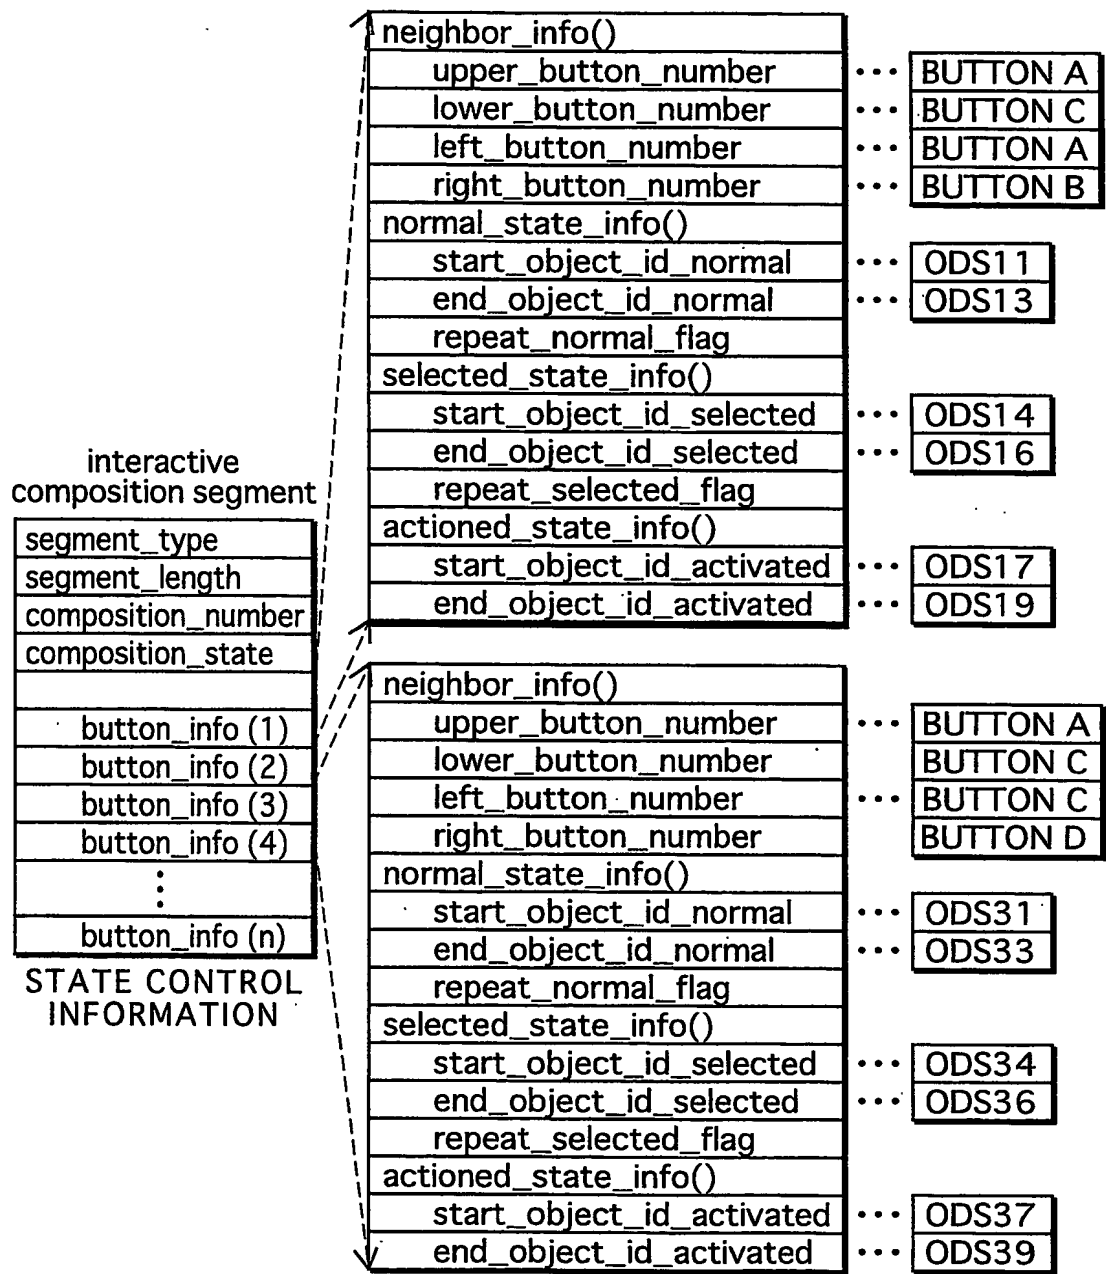 interactive
composition segment
segment_type
segment_length
composition_number
composition_state
button_info (1)
button_info (2)
button_info (3)
button_info (4)
⋮
button_info (n)
STATE CONTROL
INFORMATION
neighbor_info()
upper_button_number ··· BUTTON A
lower_button_number ··· BUTTON C
left_button_number ··· BUTTON A
right_button_number ··· BUTTON B
normal_state_info()
start_object_id_normal ··· ODS11
end_object_id_normal ··· ODS13
repeat_normal_flag
selected_state_info()
start_object_id_selected ··· ODS14
end_object_id_selected ··· ODS16
repeat_selected_flag
actioned_state_info()
start_object_id_activated ··· ODS17
end_object_id_activated ··· ODS19
neighbor_info()
upper_button_number ··· BUTTON A
lower_button_number BUTTON C
left_button_number ··· BUTTON C
right_button_number BUTTON D
normal_state_info()
start_object_id_normal ··· ODS31
end_object_id_normal ··· ODS33
repeat_normal_flag
selected_state_info()
start_object_id_selected ··· ODS34
end_object_id_selected ··· ODS36
repeat_selected_flag
actioned_state_info()
start_object_id_activated ··· ODS37
end_object_id_activated ··· ODS39